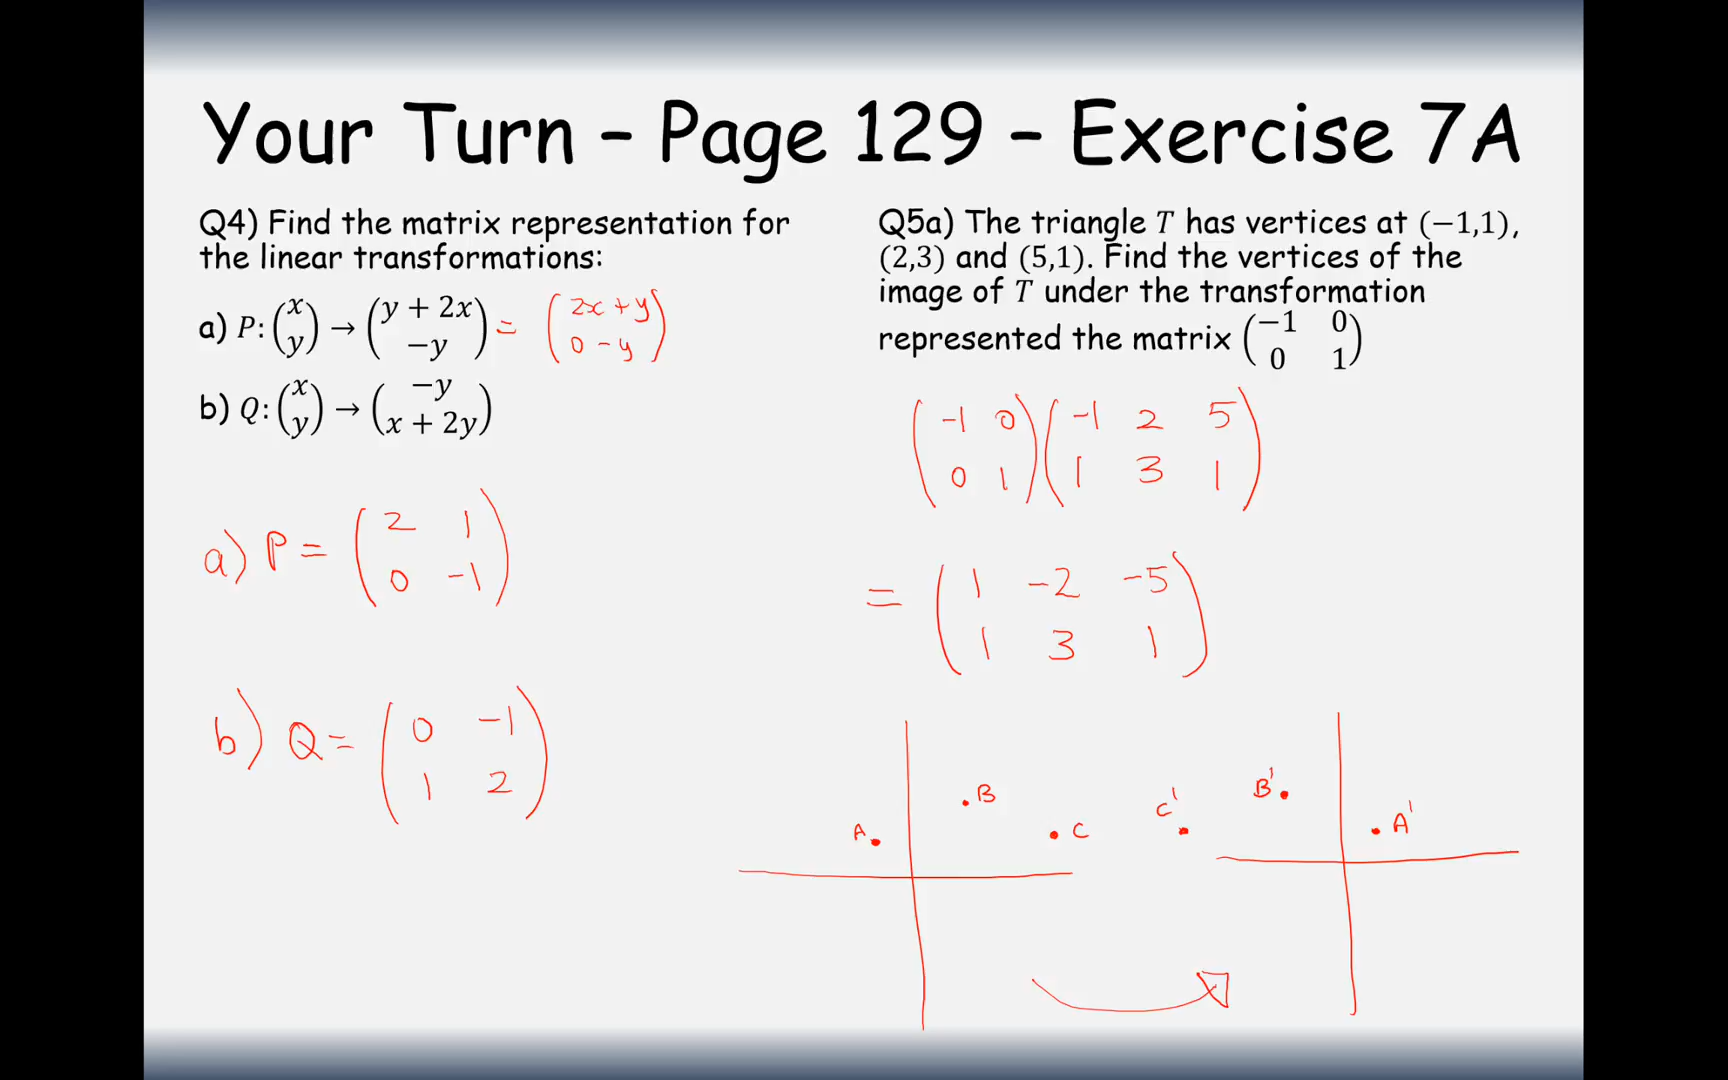 Your Turn – Page 129 – Exercise 7A
Q4) Find the matrix representation for
the linear transformations:
a) P: (x y) → (y + 2x −y) = (2x + y 0 - y)
b) Q: (x y) → (−y x + 2y)
a) P = (2 1 0 -1)
b) Q = (0 -1 1 2)
Q5a) The triangle T has vertices at (−1,1),
(2,3) and (5,1). Find the vertices of the
image of T under the transformation
represented the matrix (−1 0 0 1)
(-1 0 0 1) (-1 2 5 1 3 1)
= (1 -2 -5 1 3 1)
A B C
C' B' A'